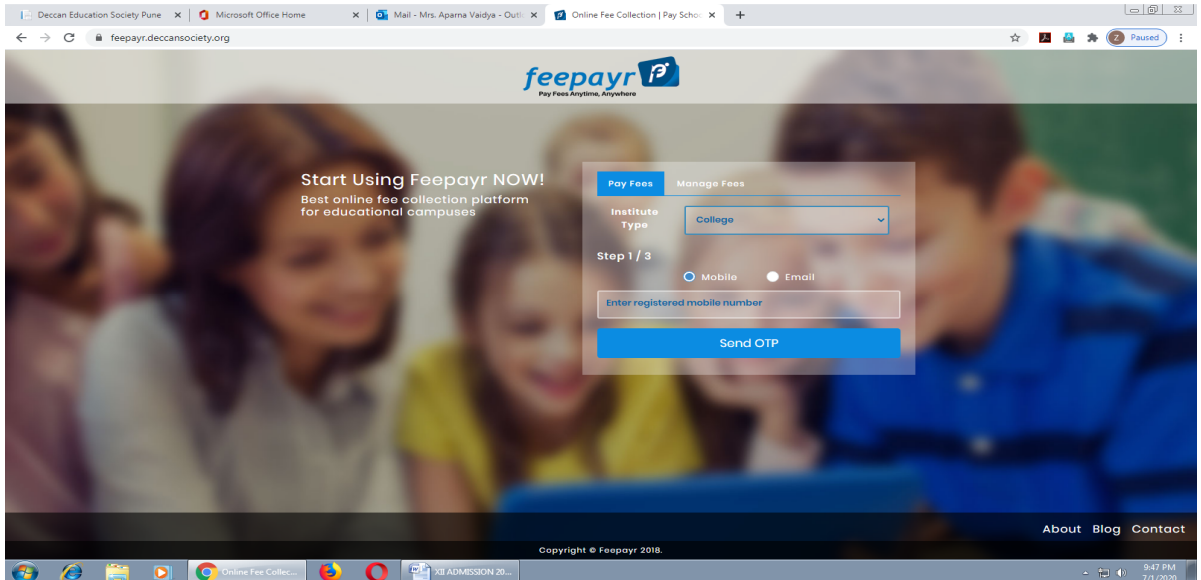 Deccan Education Society Pune
Microsoft Office Home
Mail - Mrs. Aparna Vaidya - Outl
Online Fee Collection | Pay Schoo
feepayr.deccansociety.org
Z Paused
feepayr
Pay Fees Anytime, Anywhere
Start Using Feepayr NOW!
Best online fee collection platform
for educational campuses
Pay Fees
Manage Fees
Institute
Type
College
Step 1 / 3
Mobile
Email
Enter registered mobile number
Send OTP
About Blog Contact
Copyright © Feepayr 2018.
Online Fee Collec...
XII ADMISSION 20...
9:47 PM
7/1/2020